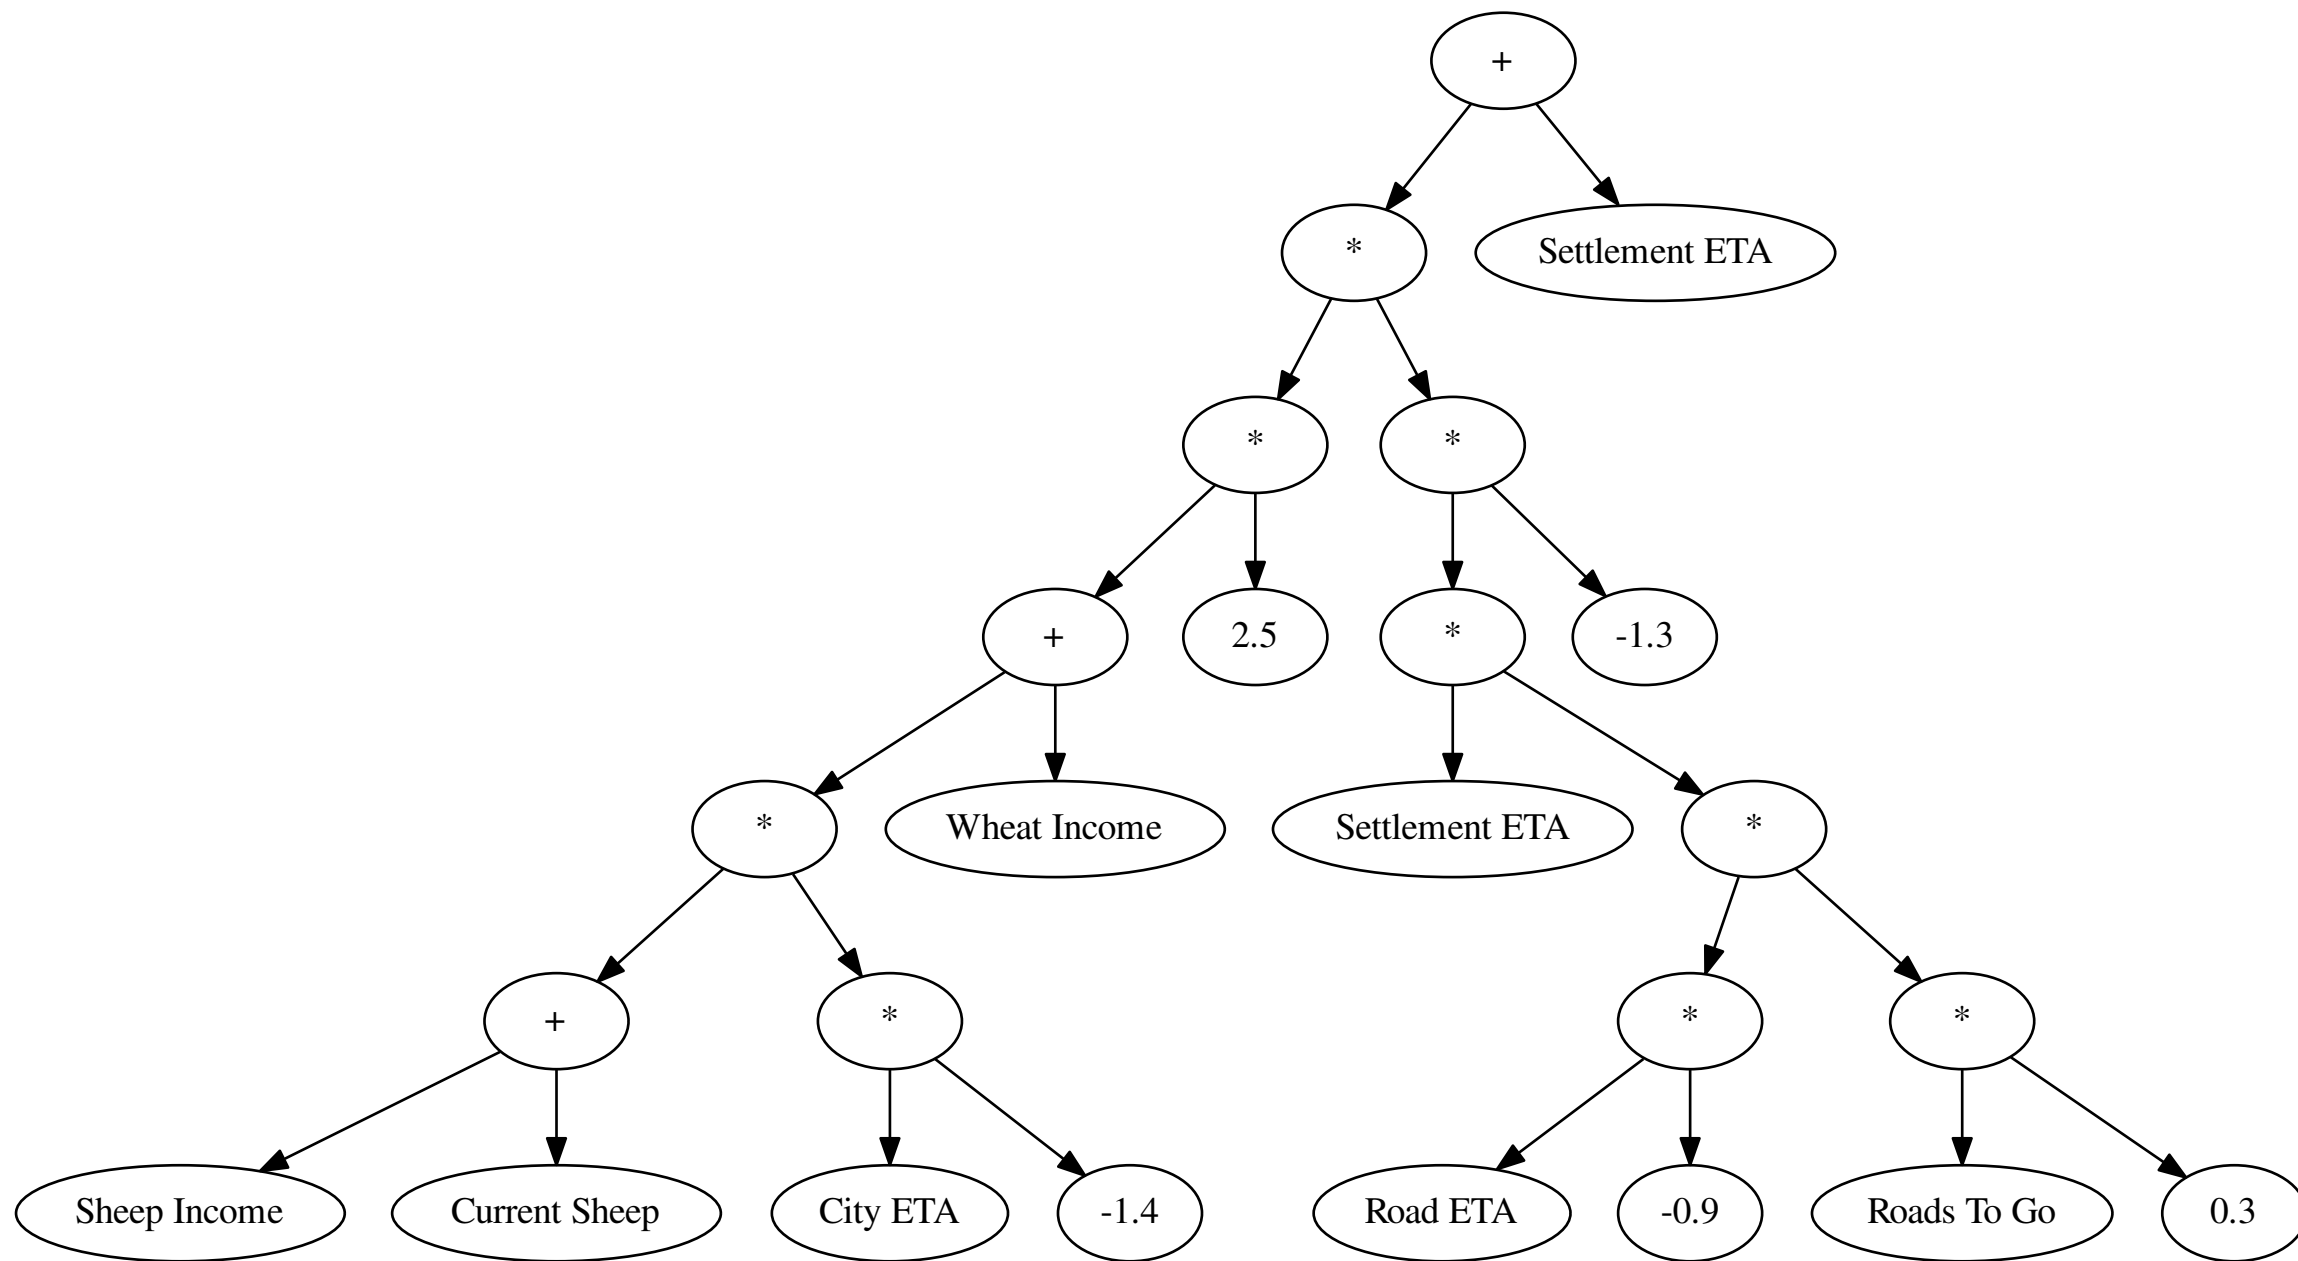 +
*
Settlement ETA
*
*
+
2.5
*
-1.3
*
Wheat Income
Settlement ETA
*
+
*
*
*
Sheep Income
Current Sheep
City ETA
-1.4
Road ETA
-0.9
Roads To Go
0.3